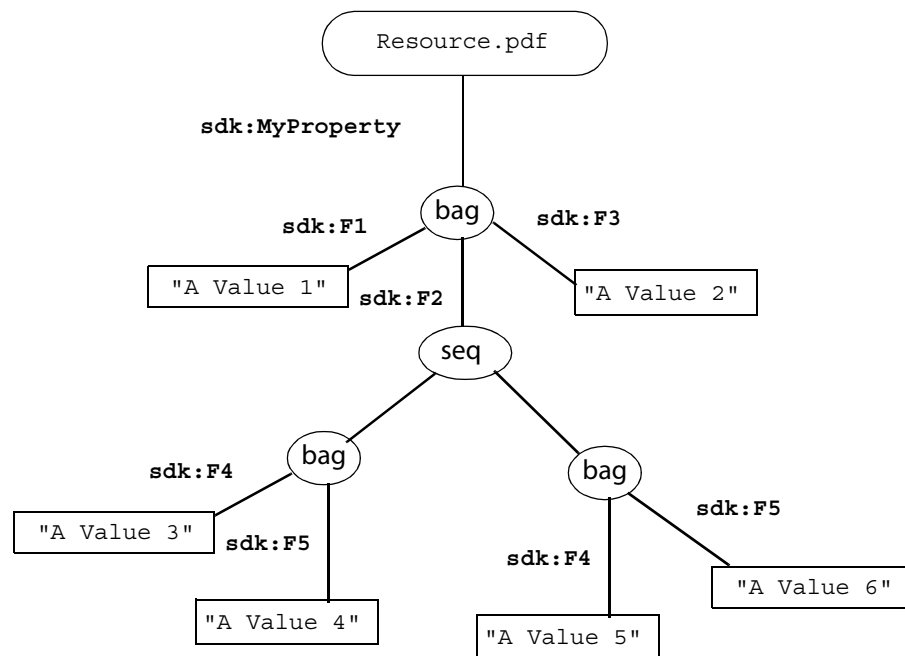 Resource.pdf
sdk:MyProperty
bag
sdk:F1
sdk:F3
"A Value 1"
sdk:F2
"A Value 2"
seq
bag
bag
sdk:F4
sdk:F5
"A Value 3"
sdk:F5
sdk:F4
"A Value 6"
"A Value 4"
"A Value 5"